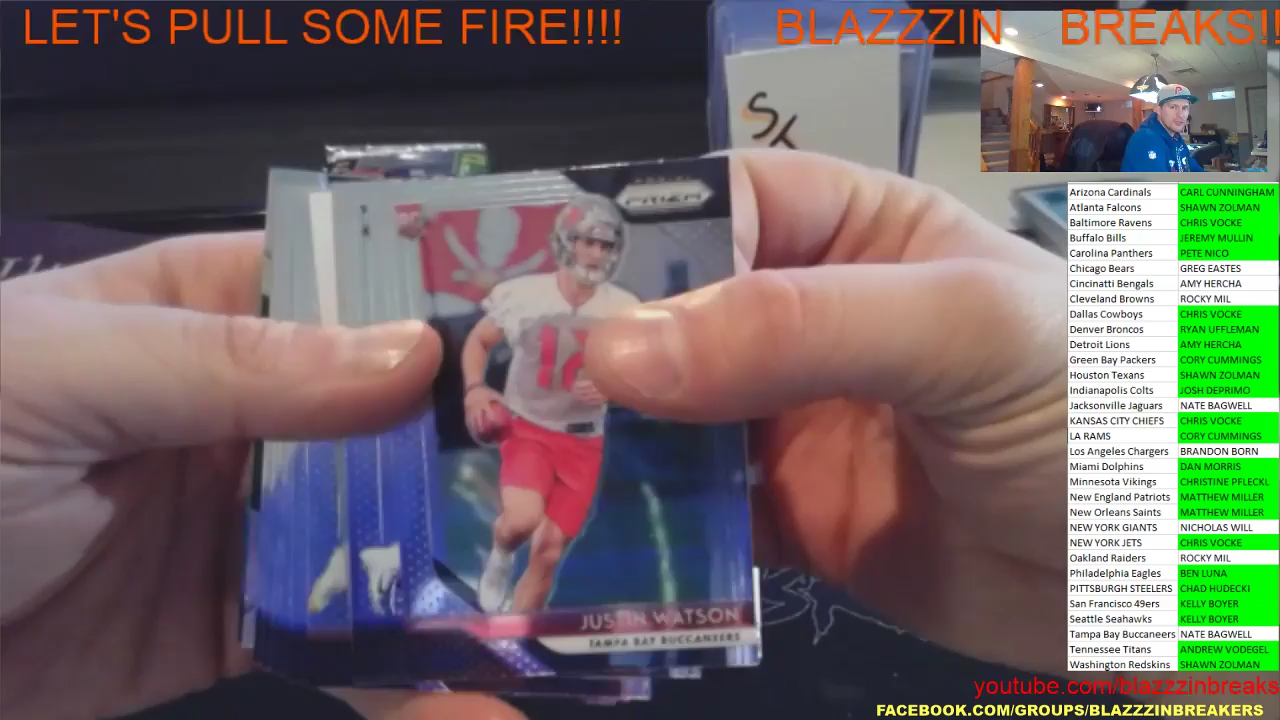 LET'S PULL SOME FIRE!!!!
BLAZZZIN BREAKS!!
PRIZM
JUSTIN WATSON
TAMPA BAY BUCCANEERS
Arizona Cardinals CARL CUNNINGHAM
Atlanta Falcons SHAWN ZOLMAN
Baltimore Ravens CHRIS VOCKE
Buffalo Bills JEREMY MULLIN
Carolina Panthers PETE NICO
Chicago Bears GREG EASTES
Cincinatti Bengals AMY HERCHA
Cleveland Browns ROCKY MIL
Dallas Cowboys CHRIS VOCKE
Denver Broncos RYAN UFFLEMAN
Detroit Lions AMY HERCHA
Green Bay Packers CORY CUMMINGS
Houston Texans SHAWN ZOLMAN
Indianapolis Colts JOSH DEPRIMO
Jacksonville Jaguars NATE BAGWELL
KANSAS CITY CHIEFS CHRIS VOCKE
LA RAMS CORY CUMMINGS
Los Angeles Chargers BRANDON BORN
Miami Dolphins DAN MORRIS
Minnesota Vikings CHRISTINE PFLECKL
New England Patriots MATTHEW MILLER
New Orleans Saints MATTHEW MILLER
NEW YORK GIANTS NICHOLAS WILL
NEW YORK JETS CHRIS VOCKE
Oakland Raiders ROCKY MIL
Philadelphia Eagles BEN LUNA
PITTSBURGH STEELERS CHAD HUDECKI
San Francisco 49ers KELLY BOYER
Seattle Seahawks KELLY BOYER
Tampa Bay Buccaneers NATE BAGWELL
Tennessee Titans ANDREW VODEGEL
Washington Redskins SHAWN ZOLMAN
youtube.com/blazzzinbreaks
FACEBOOK.COM/GROUPS/BLAZZZINBREAKERS